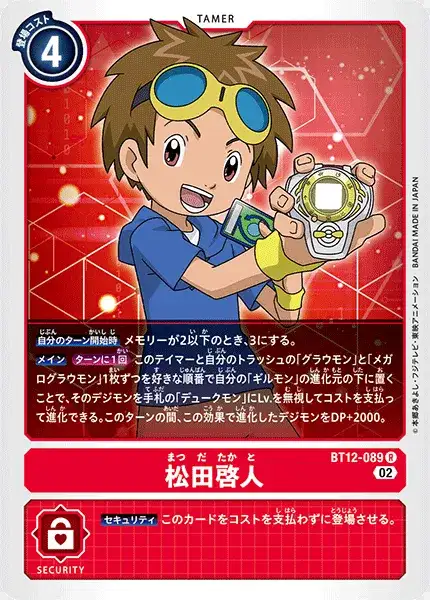 TAMER
登場コスト
4
自分のターン開始時 メモリーが2以下のとき、3にする。
メイン ターンに1回 このテイマーと自分のトラッシュの「グラウモン」と「メガ
ログラウモン」1枚ずつを好きな順番で自分の「ギルモン」の進化元の下に置く
ことで、そのデジモンを手札の「デュークモン」にLv.を無視してコストを支払っ
て進化できる。このターンの間、この効果で進化したデジモンをDP+2000。
BT12-089 R
まつ だ たか と
松田啓人
02
セキュリティ このカードをコストを支払わずに登場させる。
SECURITY
©本郷あきよし・フジテレビ・東映アニメーション BANDAI MADE IN JAPAN